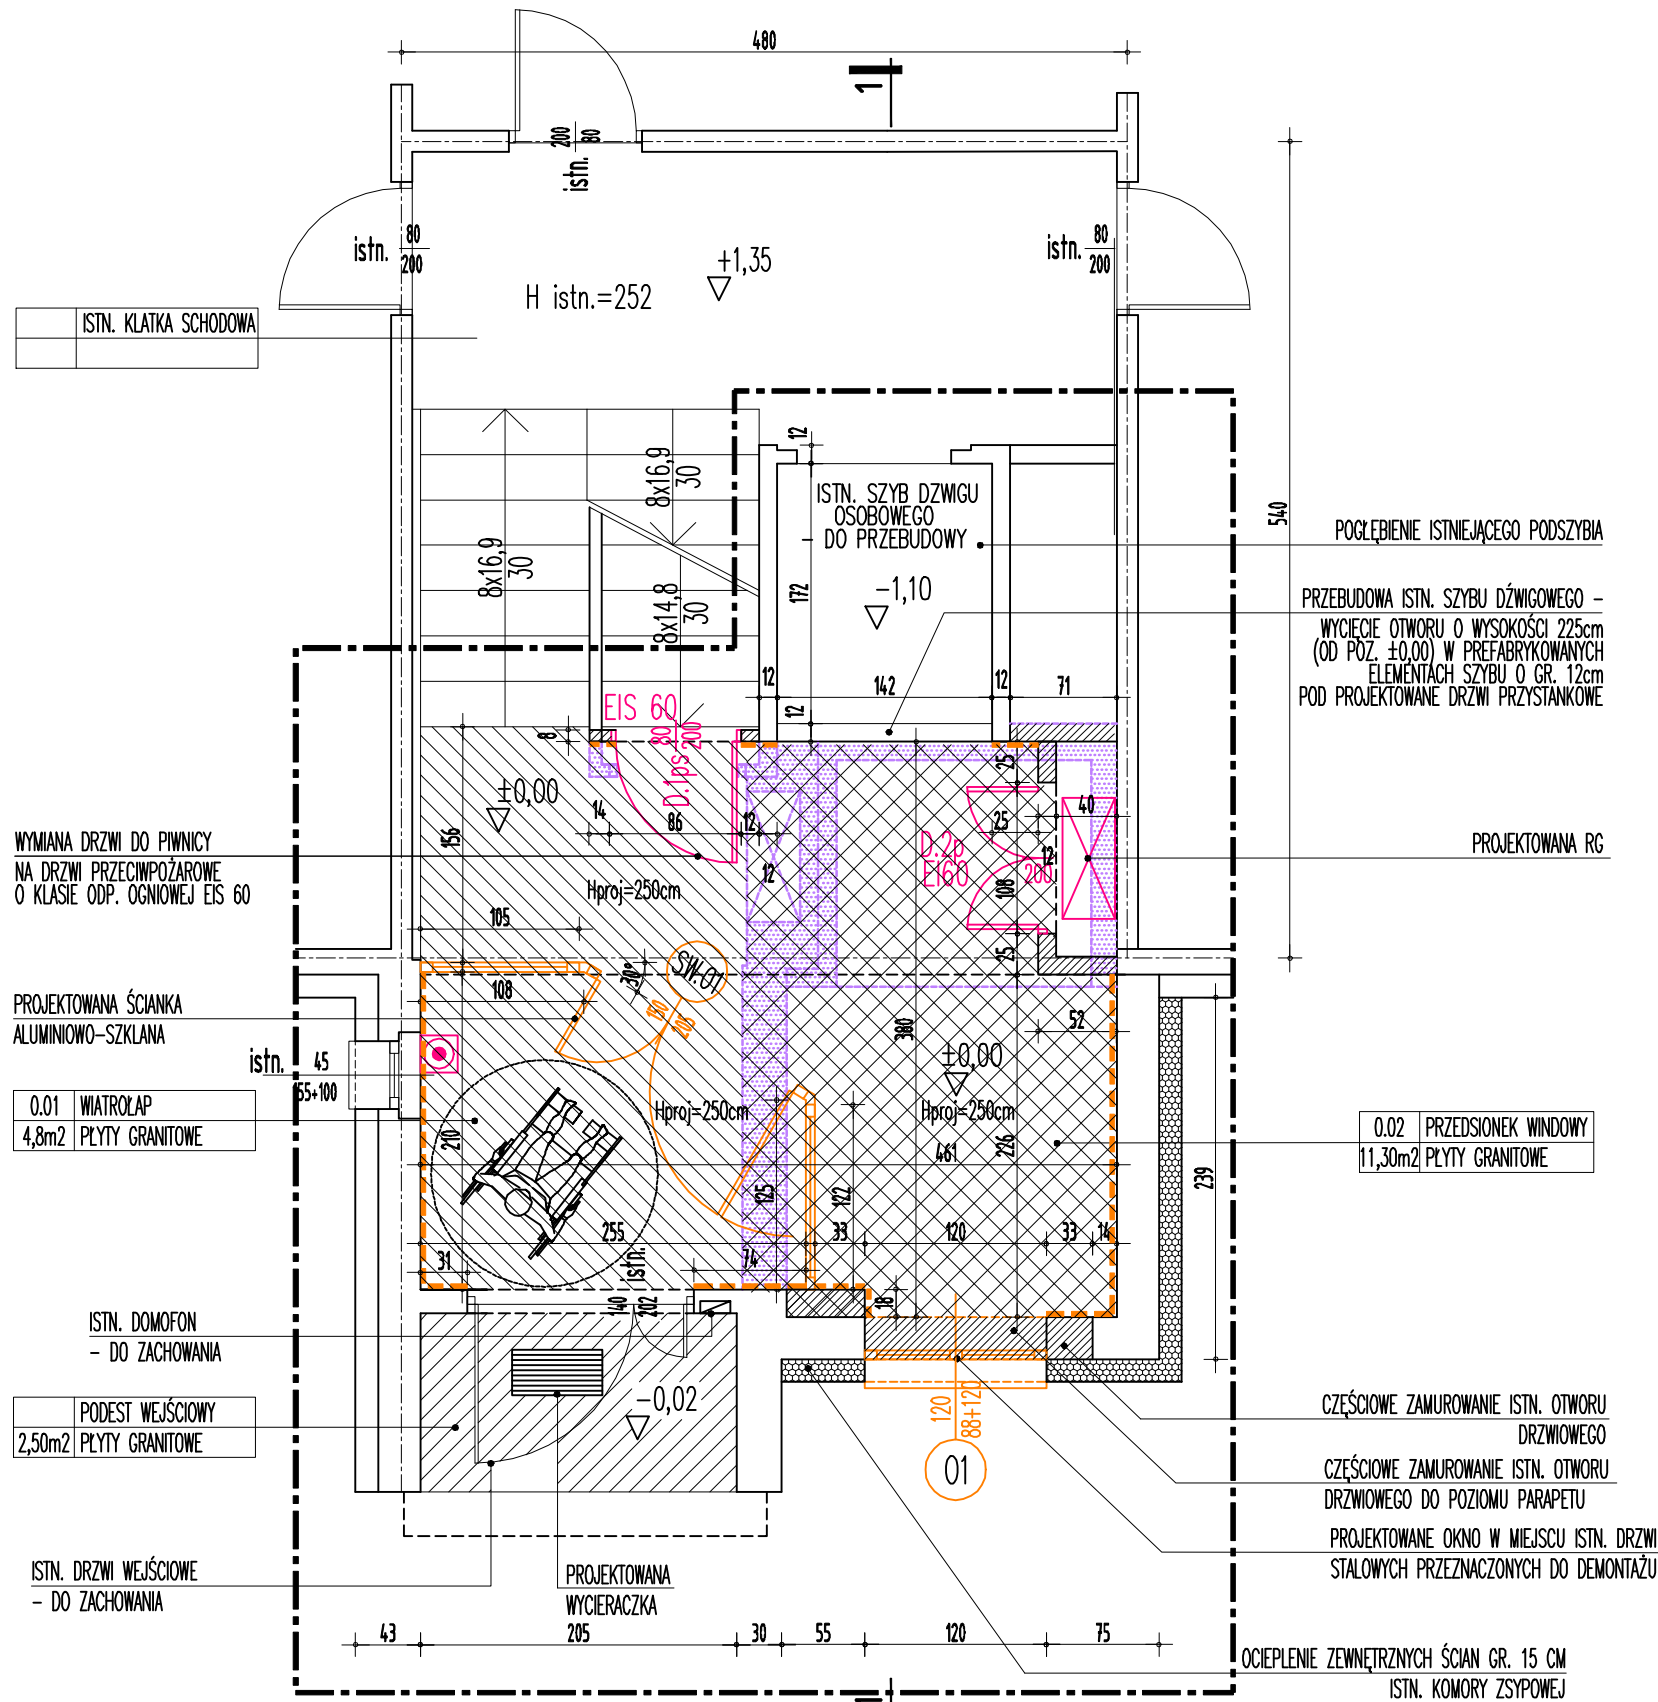 480
1
200
80
istn.
istn.
80
200
+1,35
H istn.=252
istn.
80
200
ISTN. KLATKA SCHODOWA
540
12
8x16,9
30
8x16,9
30
8x14,8
30
ISTN. SZYB DZWIGU
OSOBOWEGO
- DO PRZEBUDOWY
172
-1,10
POGŁĘBIENIE ISTNIEJĄCEGO PODSZYBIA
PRZEBUDOWA ISTN. SZYBU DŹWIGOWEGO -
WYCIĘCIE OTWORU O WYSOKOŚCI 225cm
(OD POZ. ±0,00) W PREFABRYKOWANYCH
ELEMENTACH SZYBU O GR. 12cm
POD PROJEKTOWANE DRZWI PRZYSTANKOWE
12
142
12
71
12
EIS 60
80
200
D.1ps
8
±0,00
156
14
86
12
12
25
25
40
12
D.2p
EI60
200
108
25
WYMIANA DRZWI DO PIWNICY
NA DRZWI PRZECIWPOŻAROWE
O KLASIE ODP. OGNIOWEJ EIS 60
PROJEKTOWANA RG
Hproj=250cm
105
SW.01
108
30°
150
205
380
52
PROJEKTOWANA ŚCIANKA
ALUMINIOWO-SZKLANA
istn.
45
155+100
±0,00
0.01 WIATROŁAP
4,8m2 PŁYTY GRANITOWE
Hproj=250cm
Hproj=250cm
0.02 PRZEDSIONEK WINDOWY
11,30m2 PŁYTY GRANITOWE
210
461
226
239
125
122
255
33
120
33
14
31
istn.
74
140
202
18
ISTN. DOMOFON
- DO ZACHOWANIA
PODEST WEJŚCIOWY
2,50m2 PŁYTY GRANITOWE
-0,02
120
88+120
01
CZĘŚCIOWE ZAMUROWANIE ISTN. OTWORU
DRZWIOWEGO
CZĘŚCIOWE ZAMUROWANIE ISTN. OTWORU
DRZWIOWEGO DO POZIOMU PARAPETU
PROJEKTOWANE OKNO W MIEJSCU ISTN. DRZWI
STALOWYCH PRZEZNACZONYCH DO DEMONTAŻU
ISTN. DRZWI WEJŚCIOWE
- DO ZACHOWANIA
PROJEKTOWANA
WYCIERACZKA
43
205
30
55
120
75
OCIEPLENIE ZEWNĘTRZNYCH ŚCIAN GR. 15 CM
ISTN. KOMORY ZSYPOWEJ